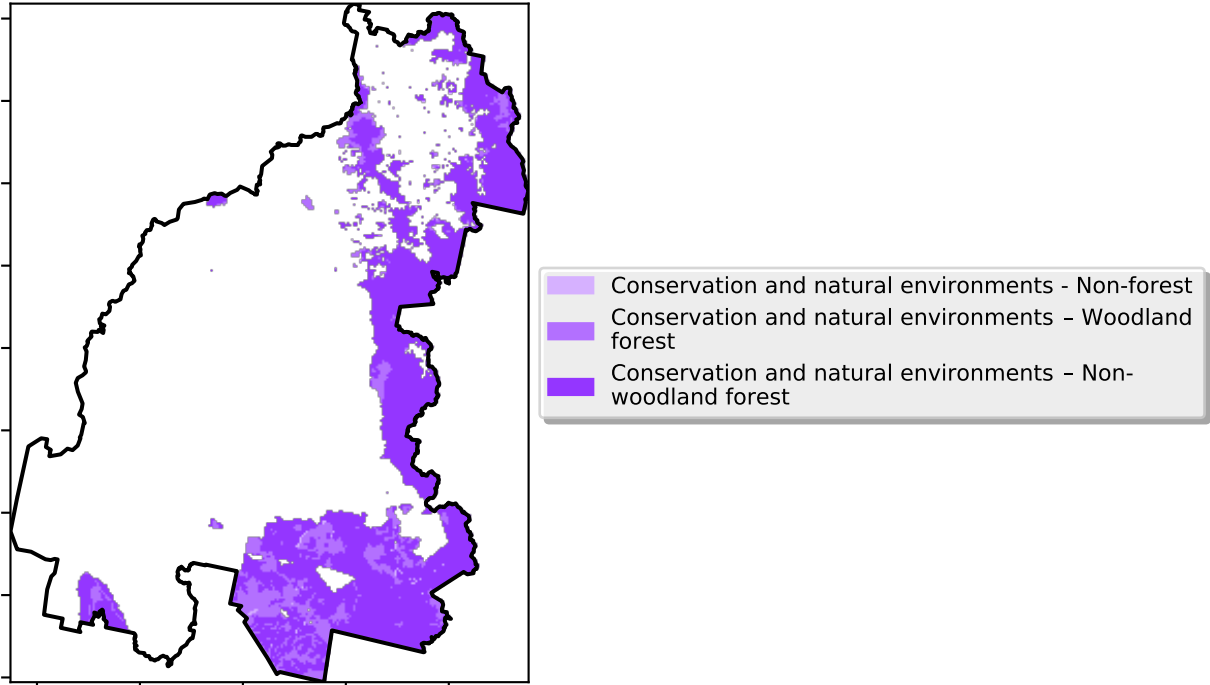 Conservation and natural environments - Non-forest
Conservation and natural environments – Woodland
forest
Conservation and natural environments – Non-
woodland forest